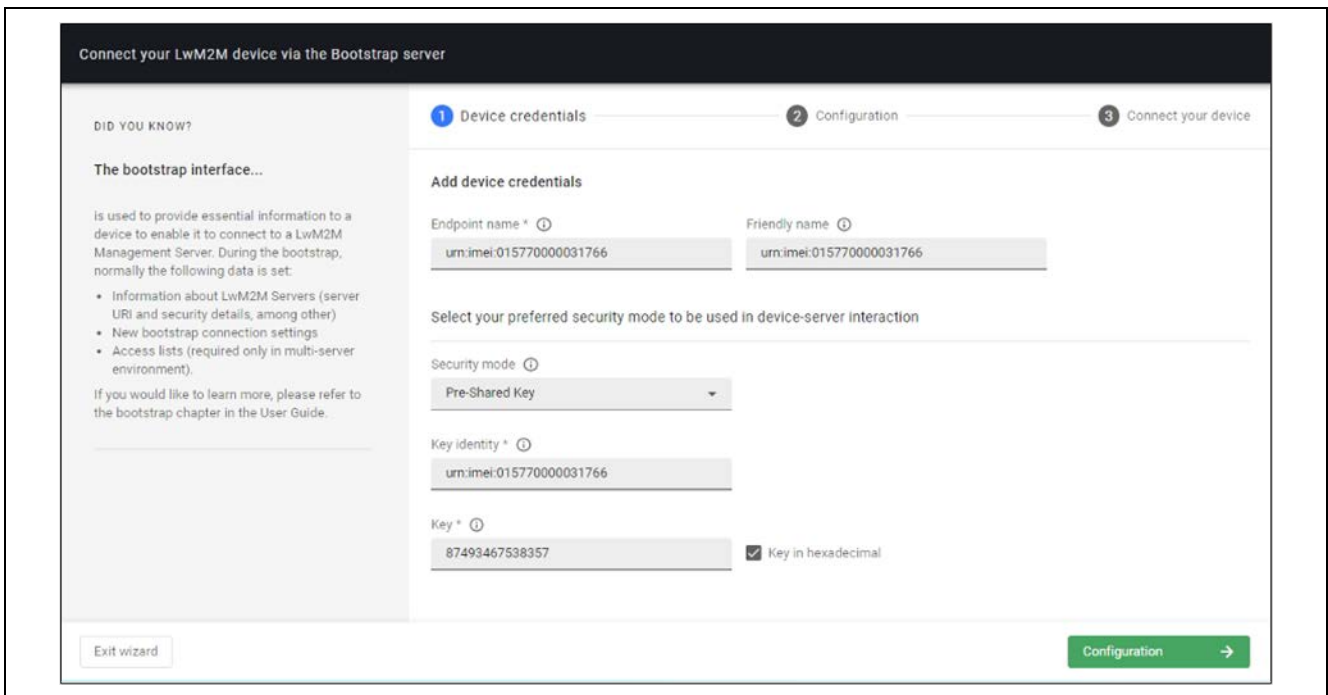 Connect your LwM2M device via the Bootstrap server
DID YOU KNOW?
The bootstrap interface...
is used to provide essential information to a
device to enable it to connect to a LwM2M
Management Server. During the bootstrap,
normally the following data is set:
• Information about LwM2M Servers (server
URI and security details, among other)
• New bootstrap connection settings
• Access lists (required only in multi-server
environment).
If you would like to learn more, please refer to
the bootstrap chapter in the User Guide.
1 Device credentials
2 Configuration
3 Connect your device
Add device credentials
Endpoint name *
Friendly name
urn:imei:015770000031766
urn:imei:015770000031766
Select your preferred security mode to be used in device-server interaction
Security mode
Pre-Shared Key
Key identity *
urn:imei:015770000031766
Key *
87493467538357
Key in hexadecimal
Exit wizard
Configuration →